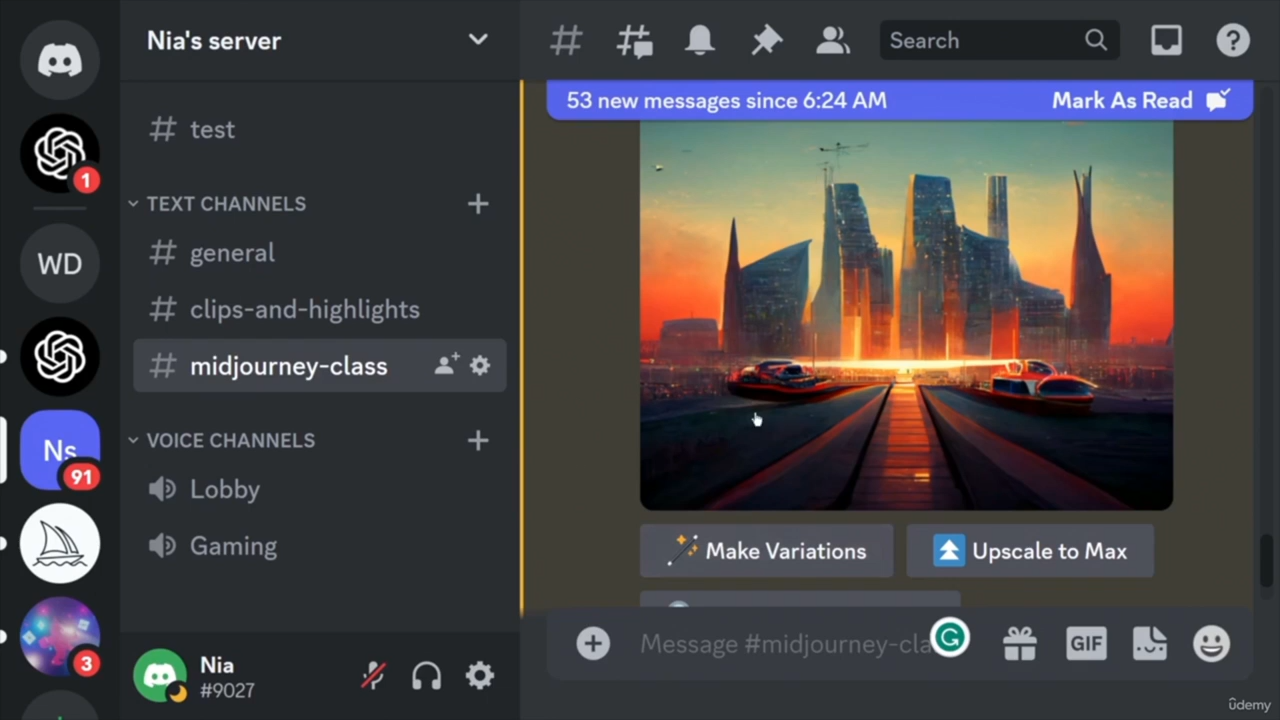 Nia's server
Search
53 new messages since 6:24 AM
Mark As Read
test
1
TEXT CHANNELS
general
WD
clips-and-highlights
midjourney-class
VOICE CHANNELS
Ns
91
Lobby
Gaming
Make Variations
Upscale to Max
3
Nia
#9027
Message #midjourney-cla
GIF
ûdemy